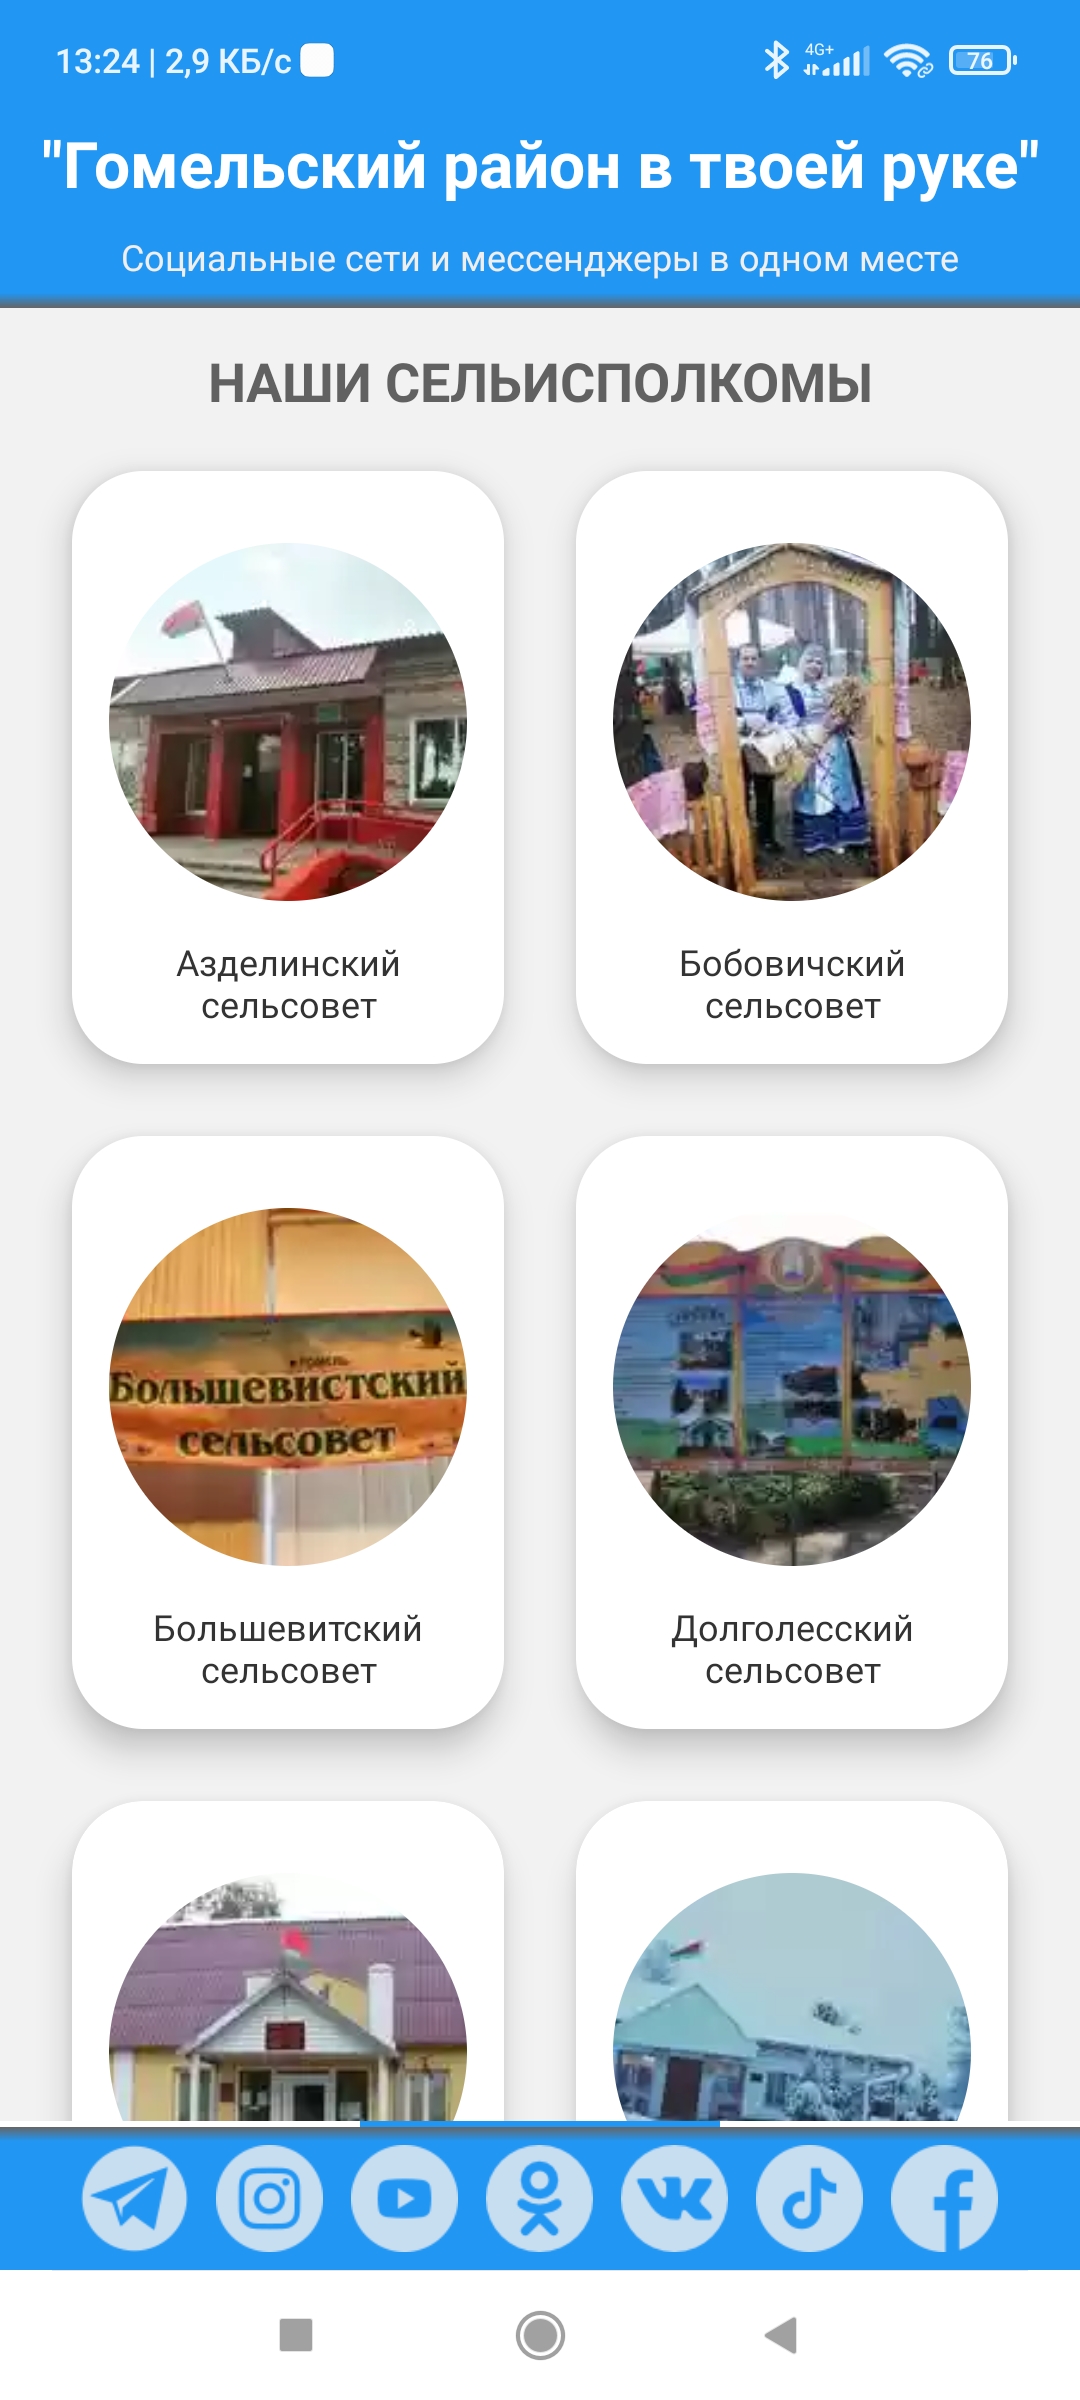 13:24 | 2,9 КБ/с
4G+
76
"Гомельский район в твоей руке"
Социальные сети и мессенджеры в одном месте
НАШИ СЕЛЬИСПОЛКОМЫ
Азделинский
сельсовет
Бобовичский
сельсовет
Большевистский
сельсовет
Большевитский
сельсовет
Долголесский
сельсовет